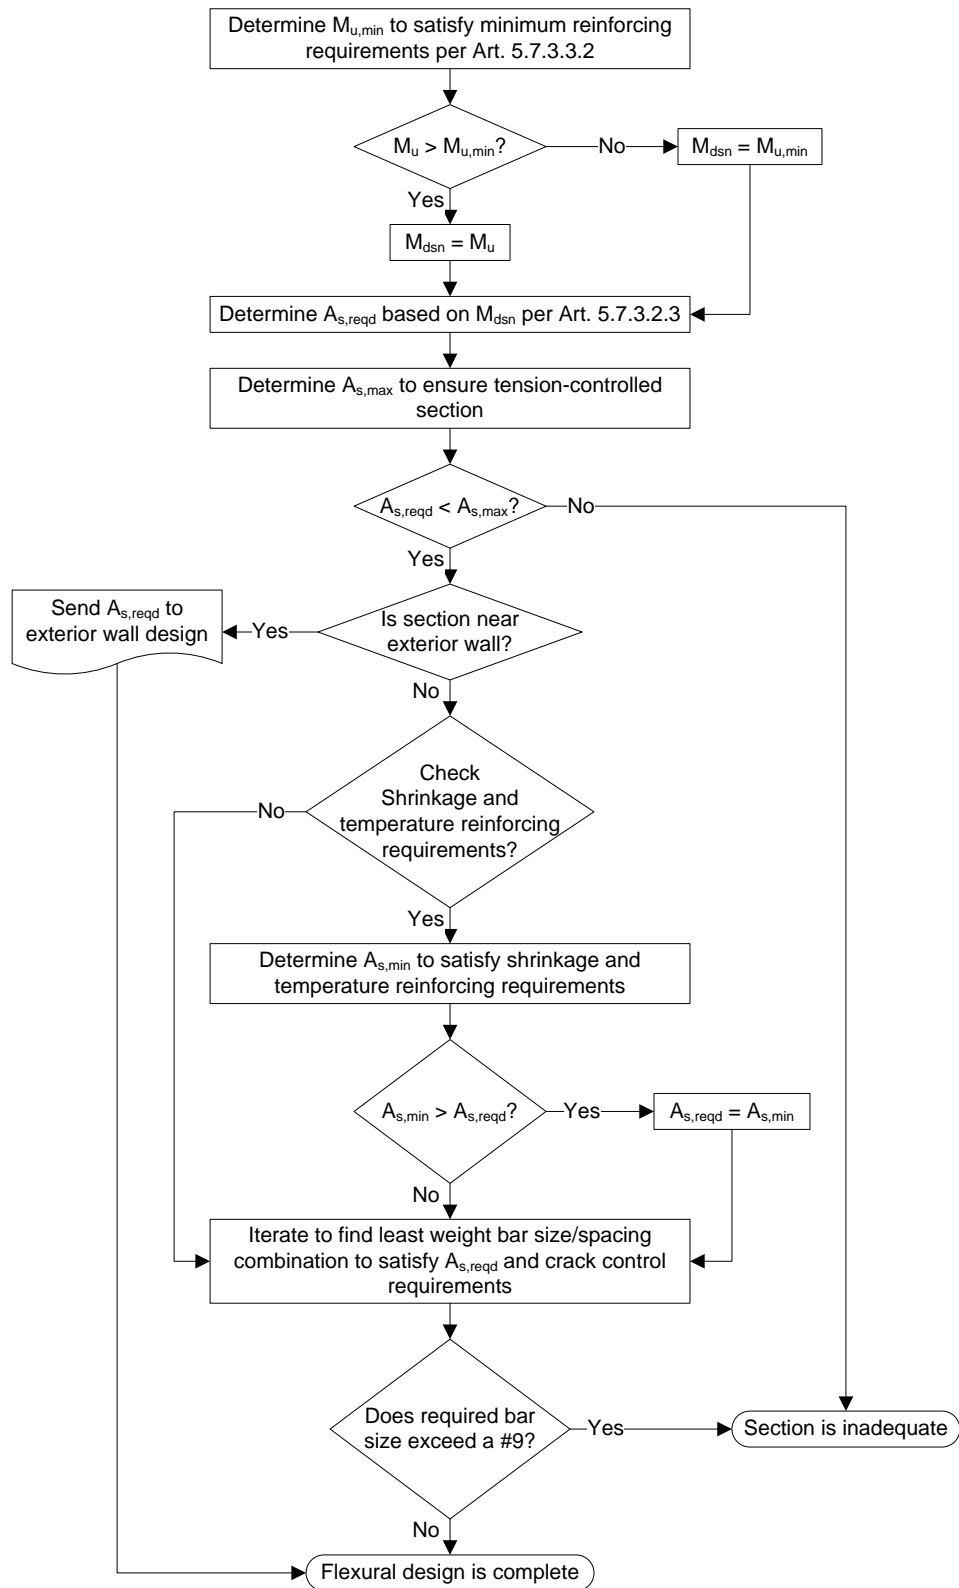 Determine M_u,min to satisfy minimum reinforcing
requirements per Art. 5.7.3.3.2
M_u > M_u,min?
No
M_dsn = M_u,min
Yes
M_dsn = M_u
Determine A_s,reqd based on M_dsn per Art. 5.7.3.2.3
Determine A_s,max to ensure tension-controlled
section
A_s,reqd < A_s,max?
No
Yes
Send A_s,reqd to
exterior wall design
Yes
Is section near
exterior wall?
No
Check
Shrinkage and
temperature reinforcing
requirements?
No
Yes
Determine A_s,min to satisfy shrinkage and
temperature reinforcing requirements
A_s,min > A_s,reqd?
Yes
A_s,reqd = A_s,min
No
Iterate to find least weight bar size/spacing
combination to satisfy A_s,reqd and crack control
requirements
Does required bar
size exceed a #9?
Yes
Section is inadequate
No
Flexural design is complete